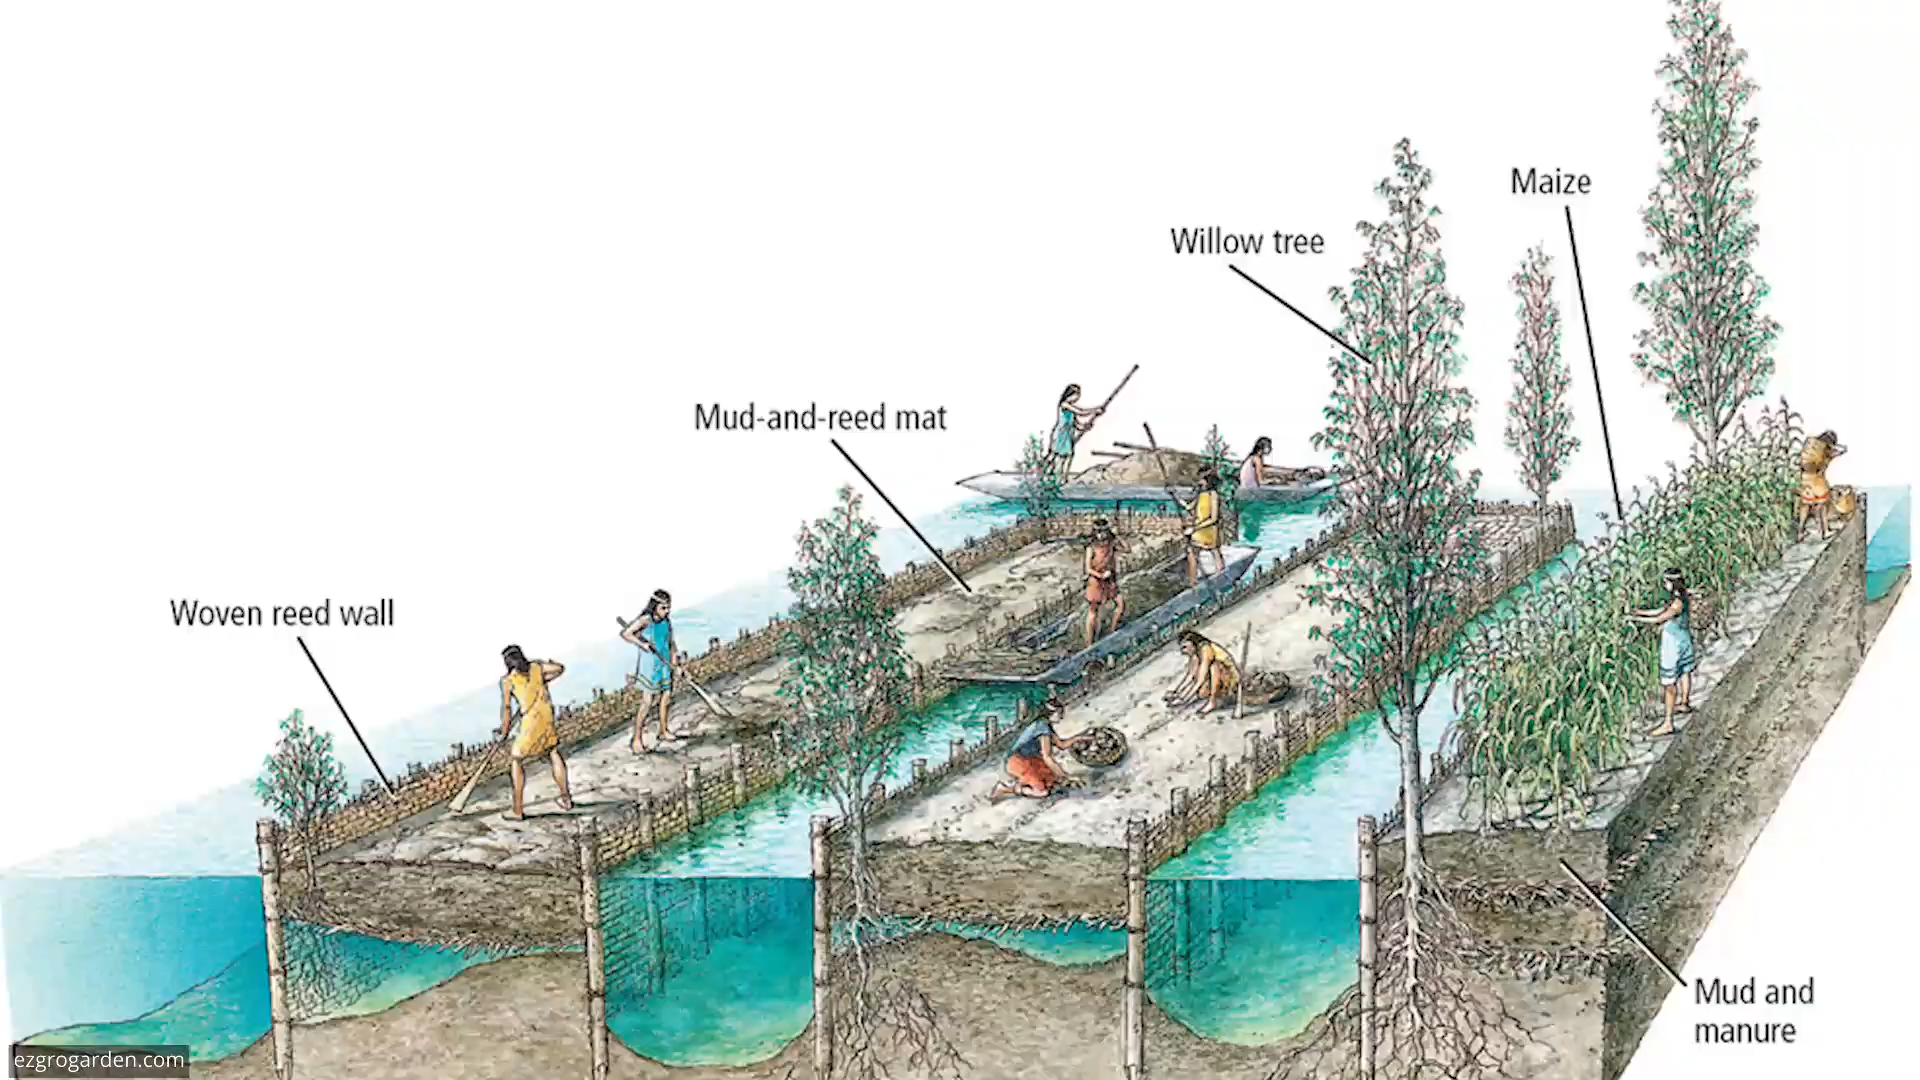 Maize
Willow tree
Mud-and-reed mat
Woven reed wall
Mud and
manure
ezgrogarden.com